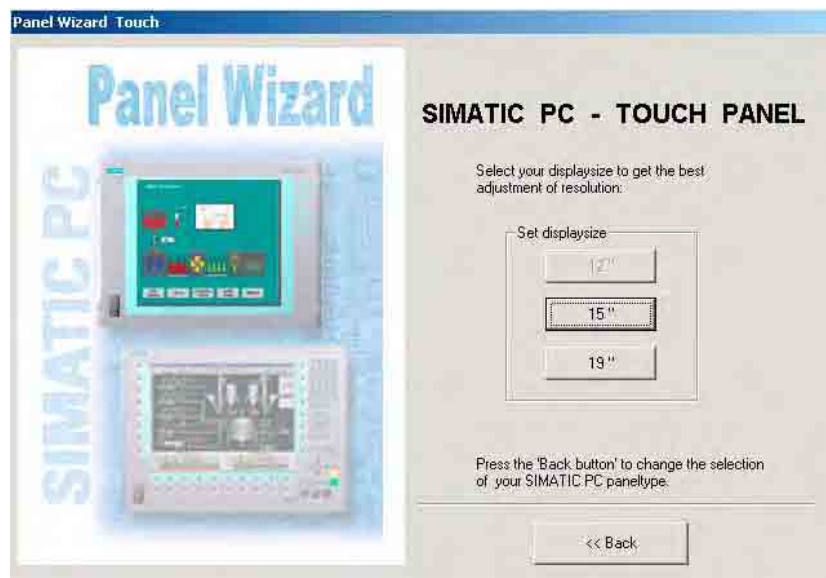 Panel Wizard Touch
Panel Wizard
SIMATIC PC
SIMATIC PC - TOUCH PANEL
Select your displaysize to get the best
adjustment of resolution:
Set displaysize
12"
15"
19"
Press the 'Back button' to change the selection
of your SIMATIC PC paneltype.
<< Back